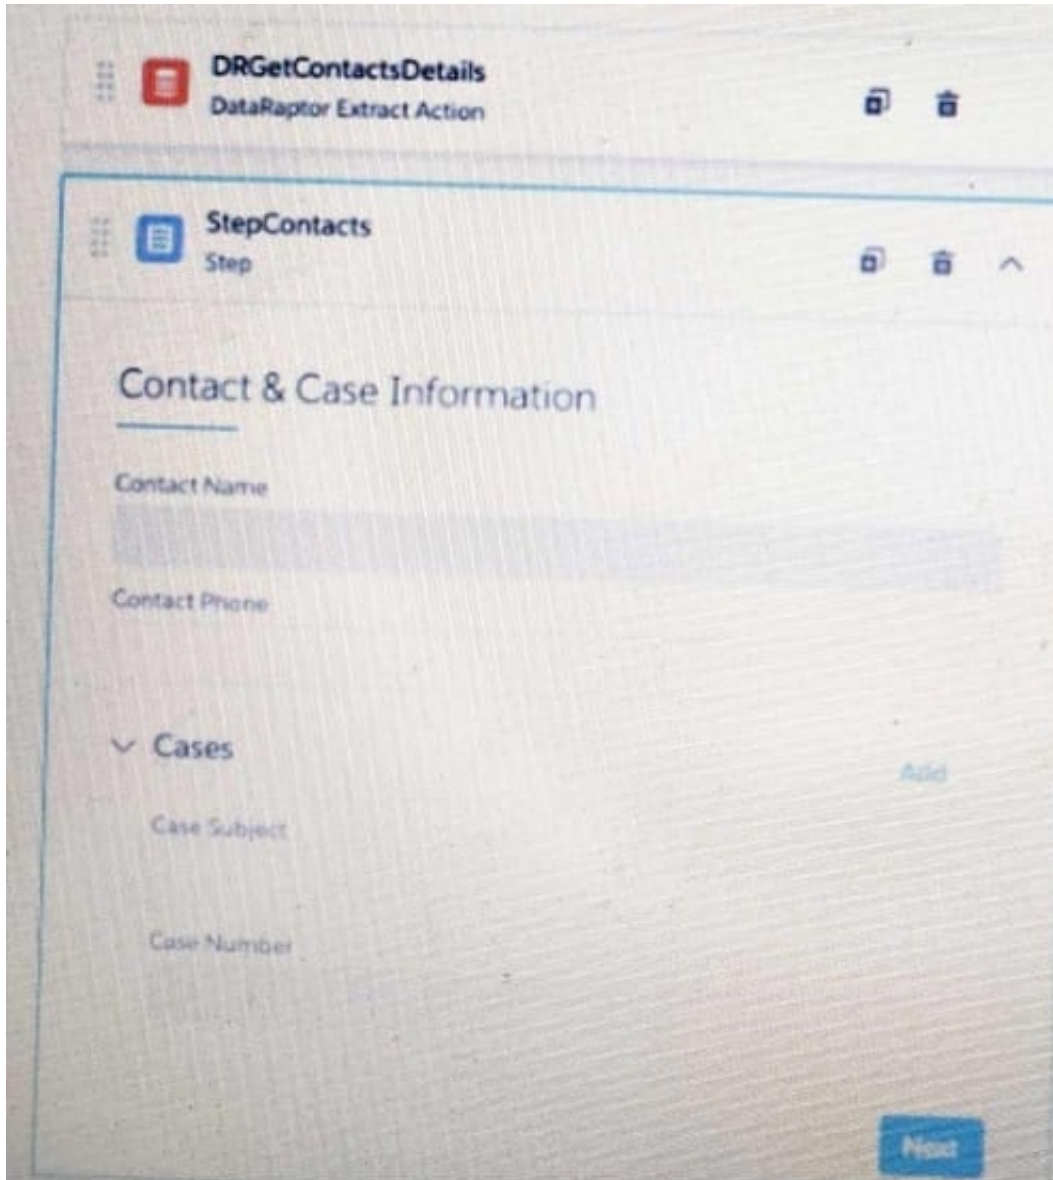 DRGetContactsDetails
DataRaptor Extract Action
StepContacts
Step
Contact & Case Information
Contact Name
Contact Phone
Cases
Add
Case Subject
Case Number
Next